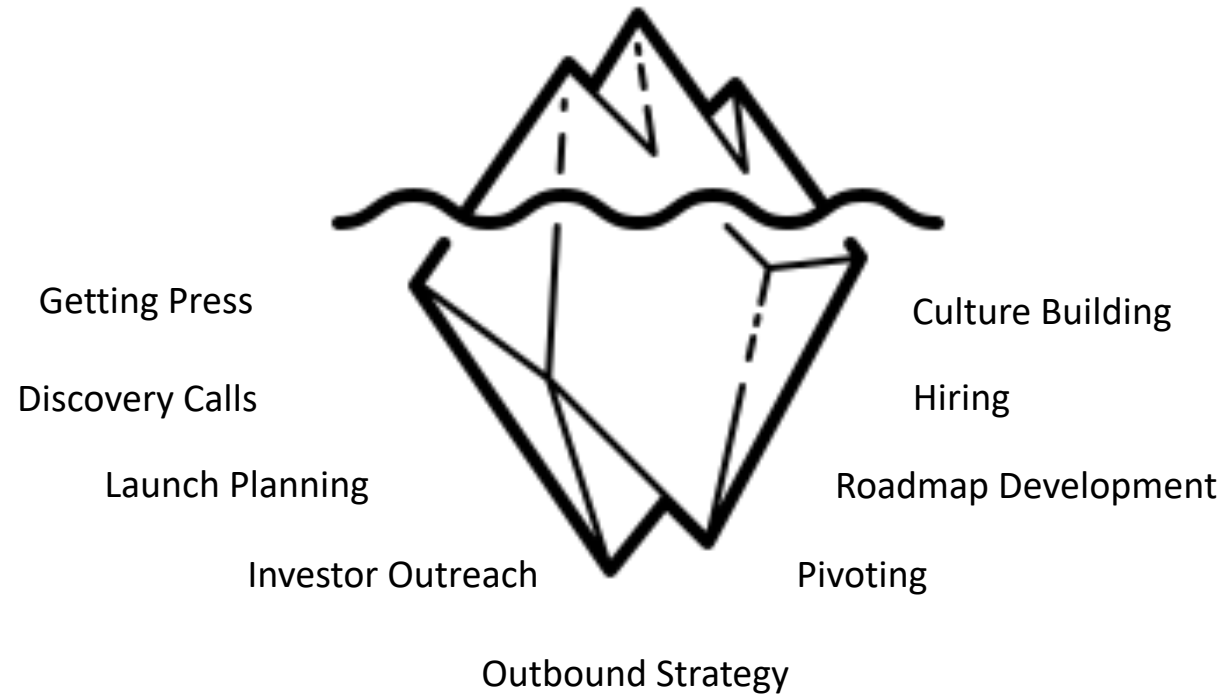 Getting Press
Culture Building
Discovery Calls
Hiring
Launch Planning
Roadmap Development
Investor Outreach
Pivoting
Outbound Strategy